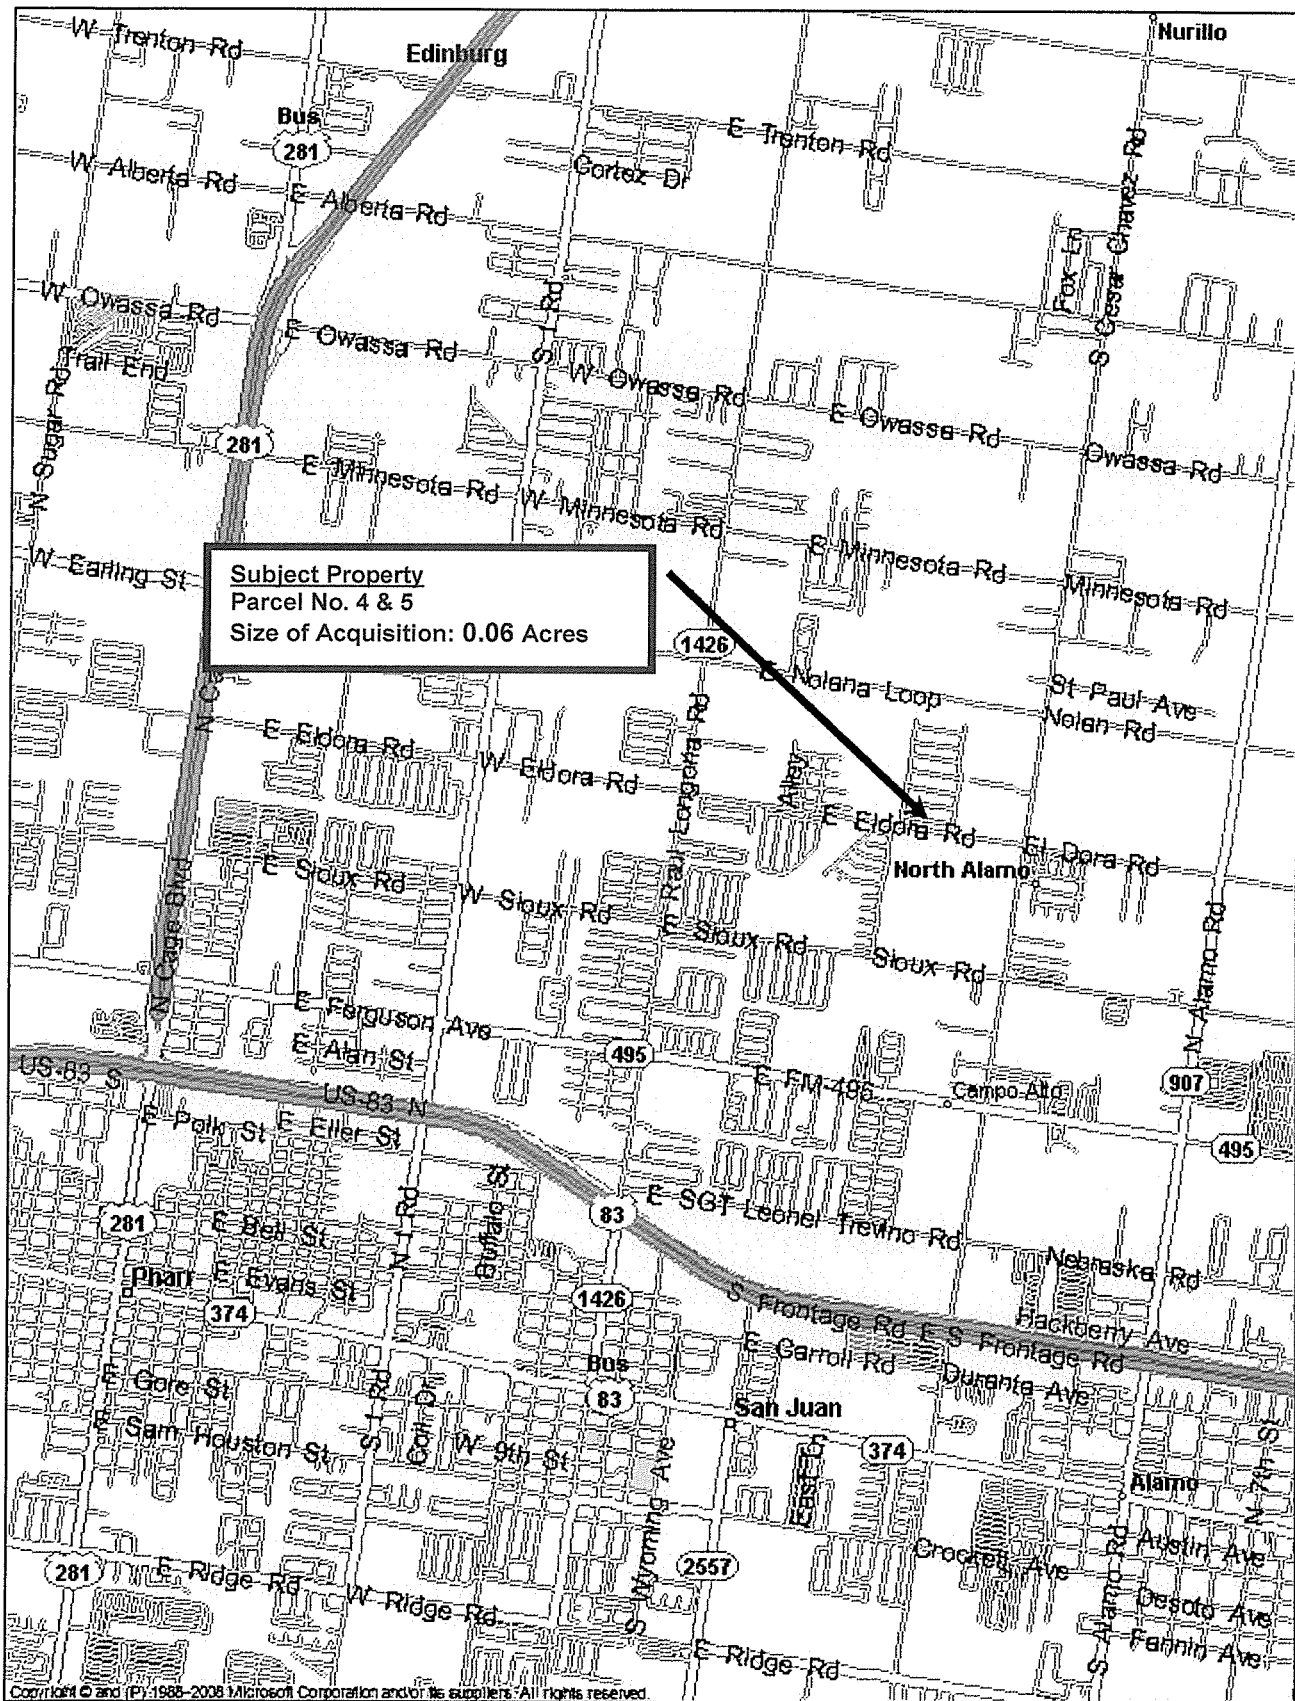 W Trenton Rd
Edinburg
Nurillo
Bus
281
E Trenton Rd
W Alberta Rd
E Alberta Rd
Cortez Dr
S Cesar Chavez Rd
Fox Ln
W Owassa Rd
E Owassa Rd
S I Rd
Trail End
W Owassa Rd
E Owassa Rd
Owassa Rd
N Sugar Rd
281
E Minnesota Rd
W Minnesota Rd
E Minnesota Rd
Minnesota Rd
W Earling St
Subject Property
Parcel No. 4 & 5
Size of Acquisition: 0.06 Acres
1426
E Nolana Loop
St Paul Ave
Nolan Rd
N C
E Eldora Rd
W Eldora Rd
N Raul Longoria Rd
Alley
E Eldora Rd
El Dora Rd
North Alamo
E Sioux Rd
W Sioux Rd
E Sioux Rd
Sioux Rd
N Cage Blvd
N Alamo Rd
E Ferguson Ave
E Alan St
495
E FM-495
Campo Alto
907
495
US-83 S
US-83 N
E Polk St
E Eller St
281
E Bell St
N I Rd
Buffalo S
83
E SGT Leonel Trevino Rd
Nebraska Rd
Pharr
E Evans St
374
1426
S Frontage Rd
E S Frontage Rd
Hackberry Ave
E Carroll Rd
Duranta Ave
Bus
83
E Gore St
San Juan
E Sam Houston St
S I Rd
Coll Dr
W 9th St
S Wyoming Ave
East Dr
374
Alamo
N 7th St
Austin Ave
Crockett Ave
281
E Ridge Rd
W Ridge Rd
2557
S Alamo Rd
Desoto Ave
Fannin Ave
E Ridge Rd
Copyright © and (P) 1988-2008 Microsoft Corporation and/or its suppliers. All rights reserved.